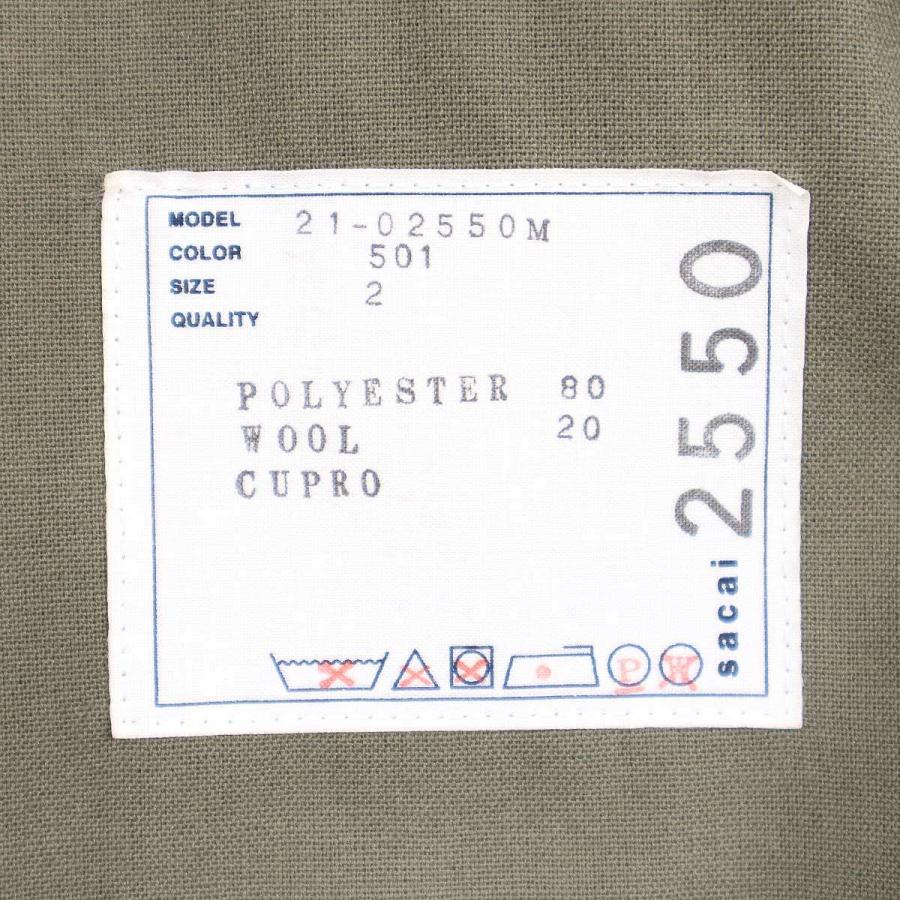 MODEL 21-02550M
COLOR 501
SIZE 2
QUALITY
POLYESTER 80
WOOL 20
CUPRO
P W
sacai 2550